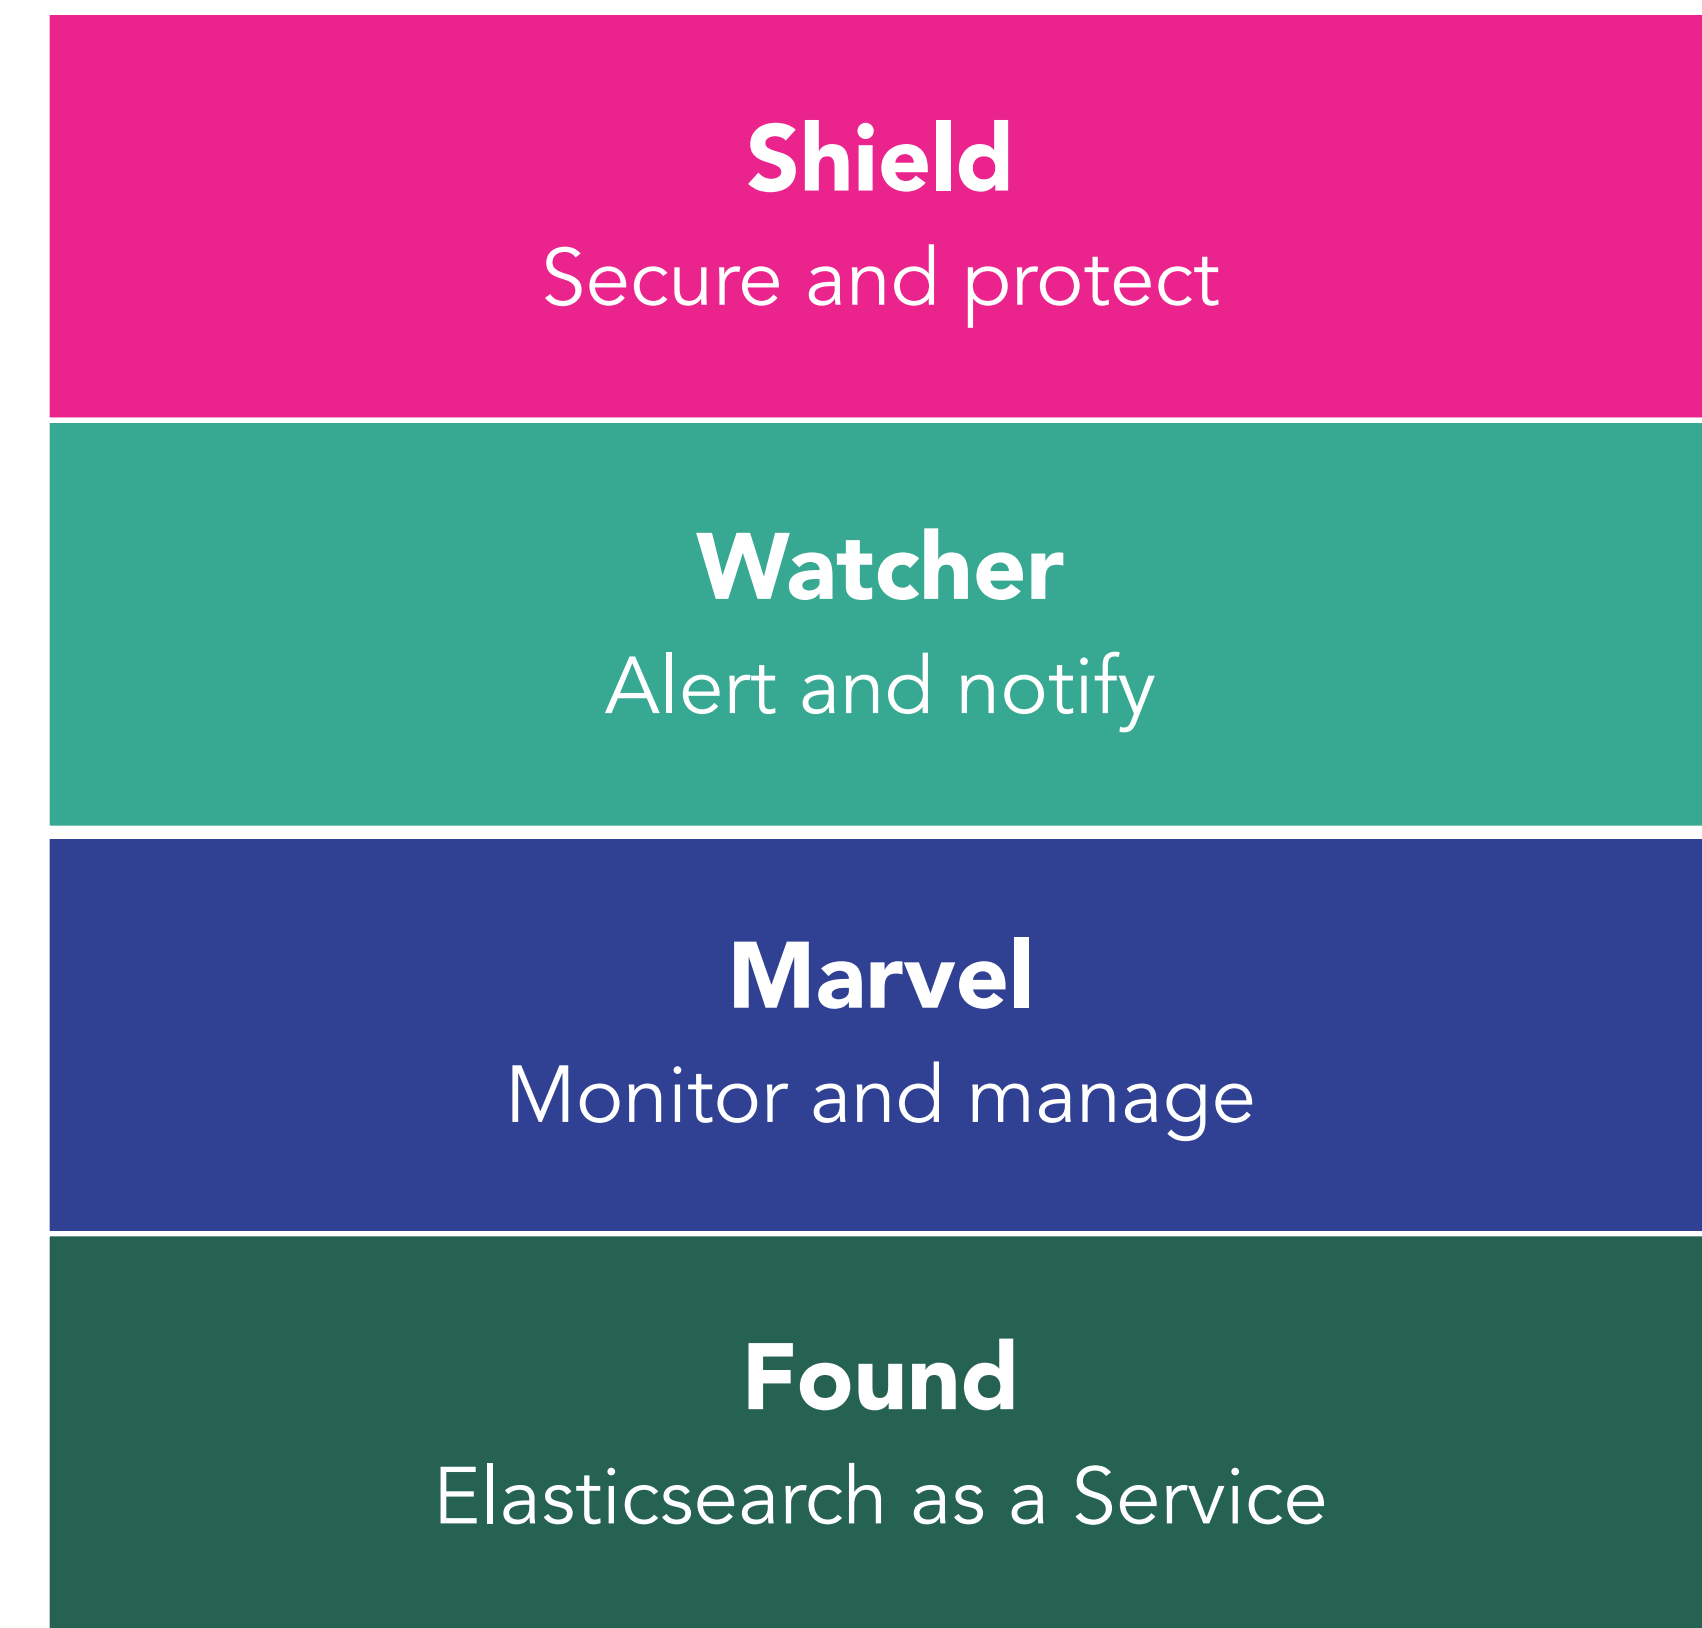 Shield
Secure and protect
Watcher
Alert and notify
Marvel
Monitor and manage
Found
Elasticsearch as a Service